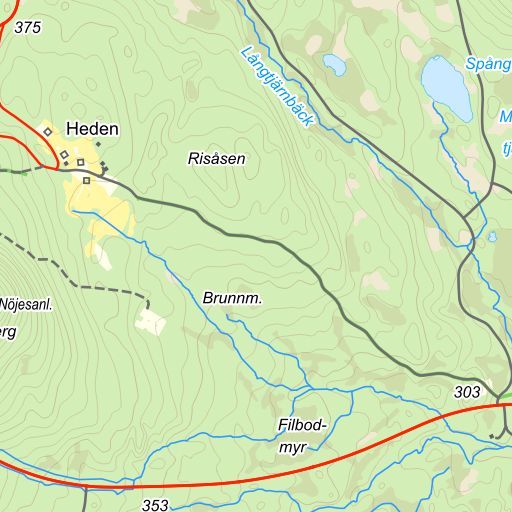 375
Långtjärnbäck
Spång
Heden
M
tj
Risåsen
Nöjesanl.
Brunnm.
erg
303
Filbod-
myr
353